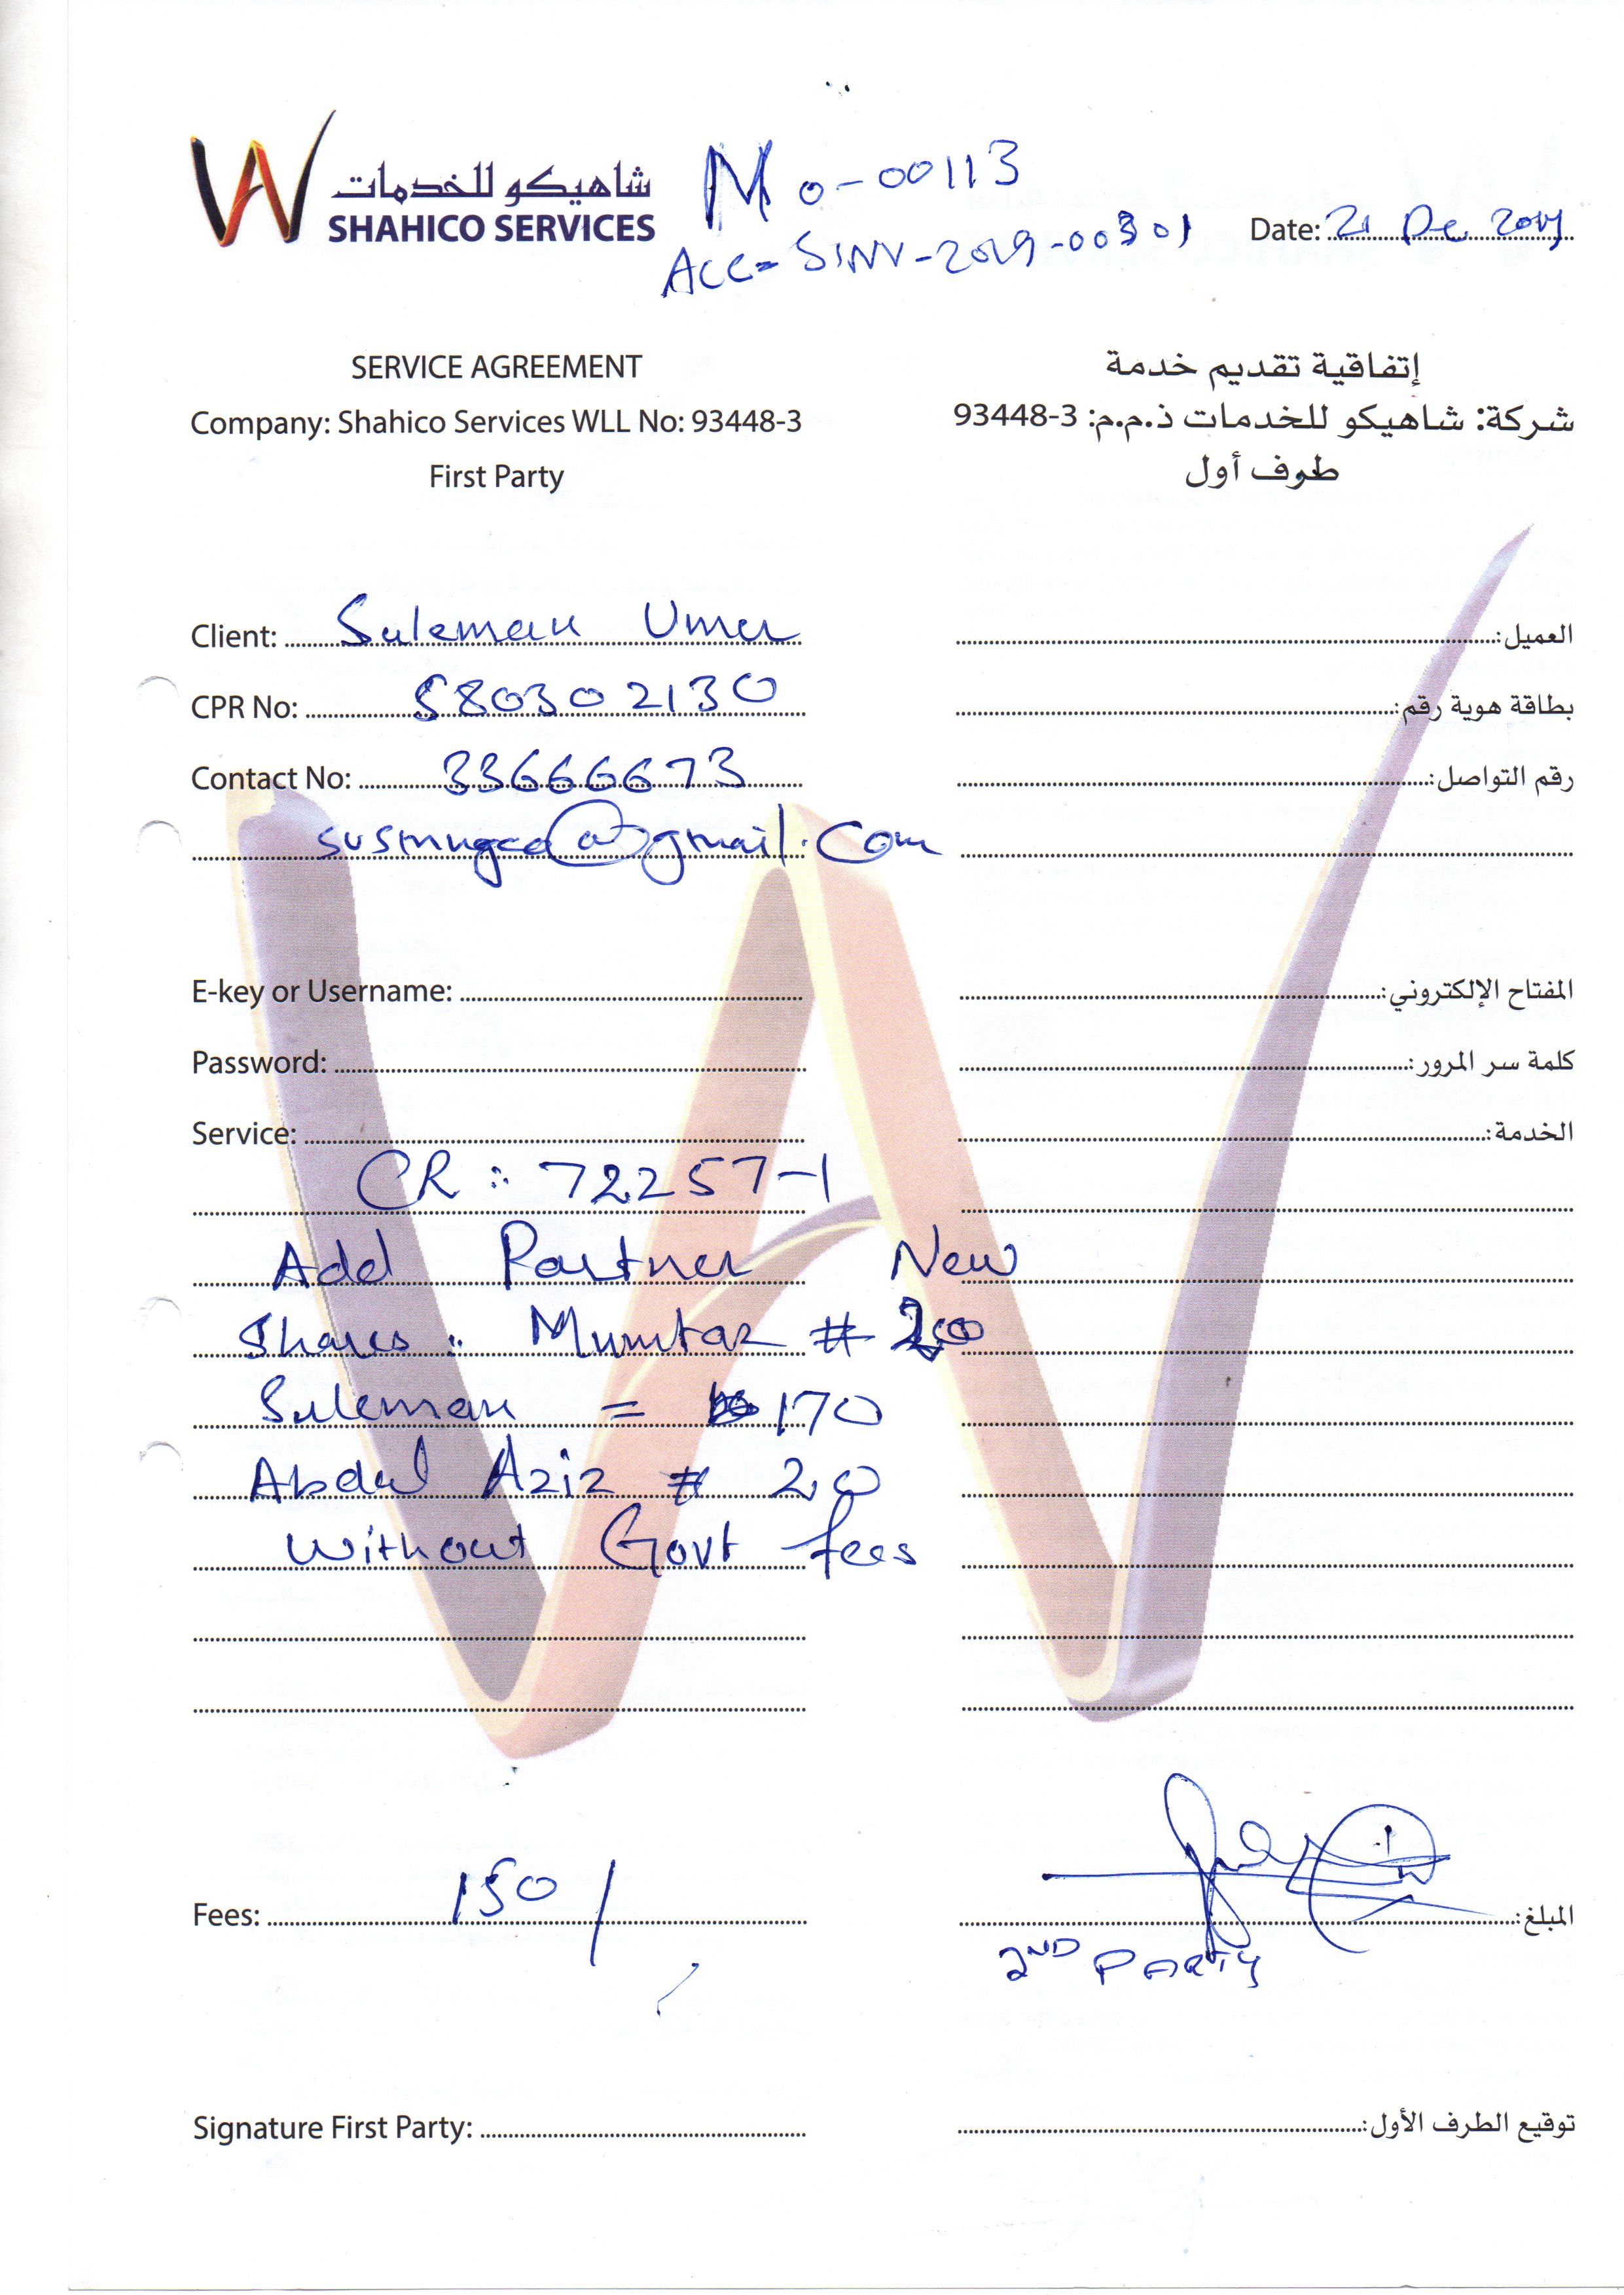 شاهيكو للخدمات
SHAHICO SERVICES
Mo-00113
ACC-SINV-2019-00301
Date: 21 De 2019
SERVICE AGREEMENT
إتفاقية تقديم خدمة
Company: Shahico Services WLL No: 93448-3
شركة: شاهيكو للخدمات ذ.م.م: 3-93448
First Party
طرف أول
Client: Suleman Umer
العميل:
CPR No: 580302130
بطاقة هوية رقم:
Contact No: 33666673
رقم التواصل:
@gmail.com
E-key or Username:
المفتاح الإلكتروني:
Password:
كلمة سر المرور:
Service:
الخدمة:
CR: 72257-1
Add Partner New
Shares: Mumtaz #
Suleman = 170
Abdul Aziz # 20
Without Govt fees
Fees: 150/
المبلغ:
2ND PARTY
Signature First Party:
توقيع الطرف الأول: